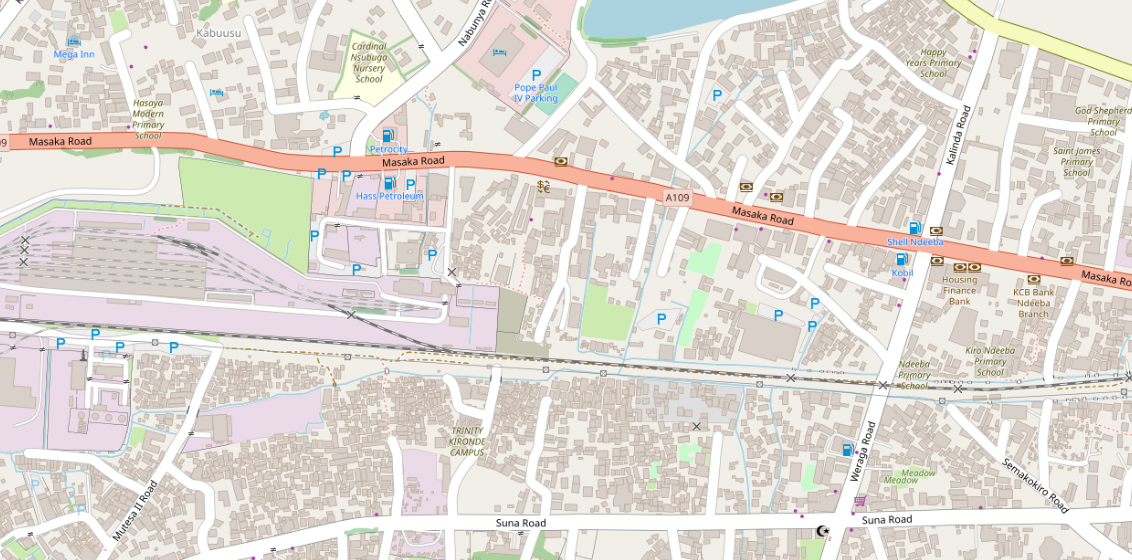 Kabuusu
Mega Inn
Cardinal
Nsubuga
Nursery
School
Nabunya Ro
P
Pope Paul
IV Parking
P
Happy
Years Primary
School
Hasaya
Modern
Primary
School
God Shepherd
Primary
School
Saint James
Primary
School
Kalinda Road
09
Masaka Road
Petrocity
P
Masaka Road
P
P
P
Hass Petroleum
A109
Masaka Road
Shell Ndeeba
P
P
P
Kobil
Housing
Finance
Bank
KCB Bank
Ndeeba
Branch
Masaka Ro
P
P
P
P
P
P
P
P
Ndeeba
Primary
School
Kiro Ndeeba
Primary
School
TRINITY
KIRONDE
CAMPUS
Weraga Road
Meadow
Meadow
Semakokiro Road
P
P
Mutesa II Road
Suna Road
Suna Road